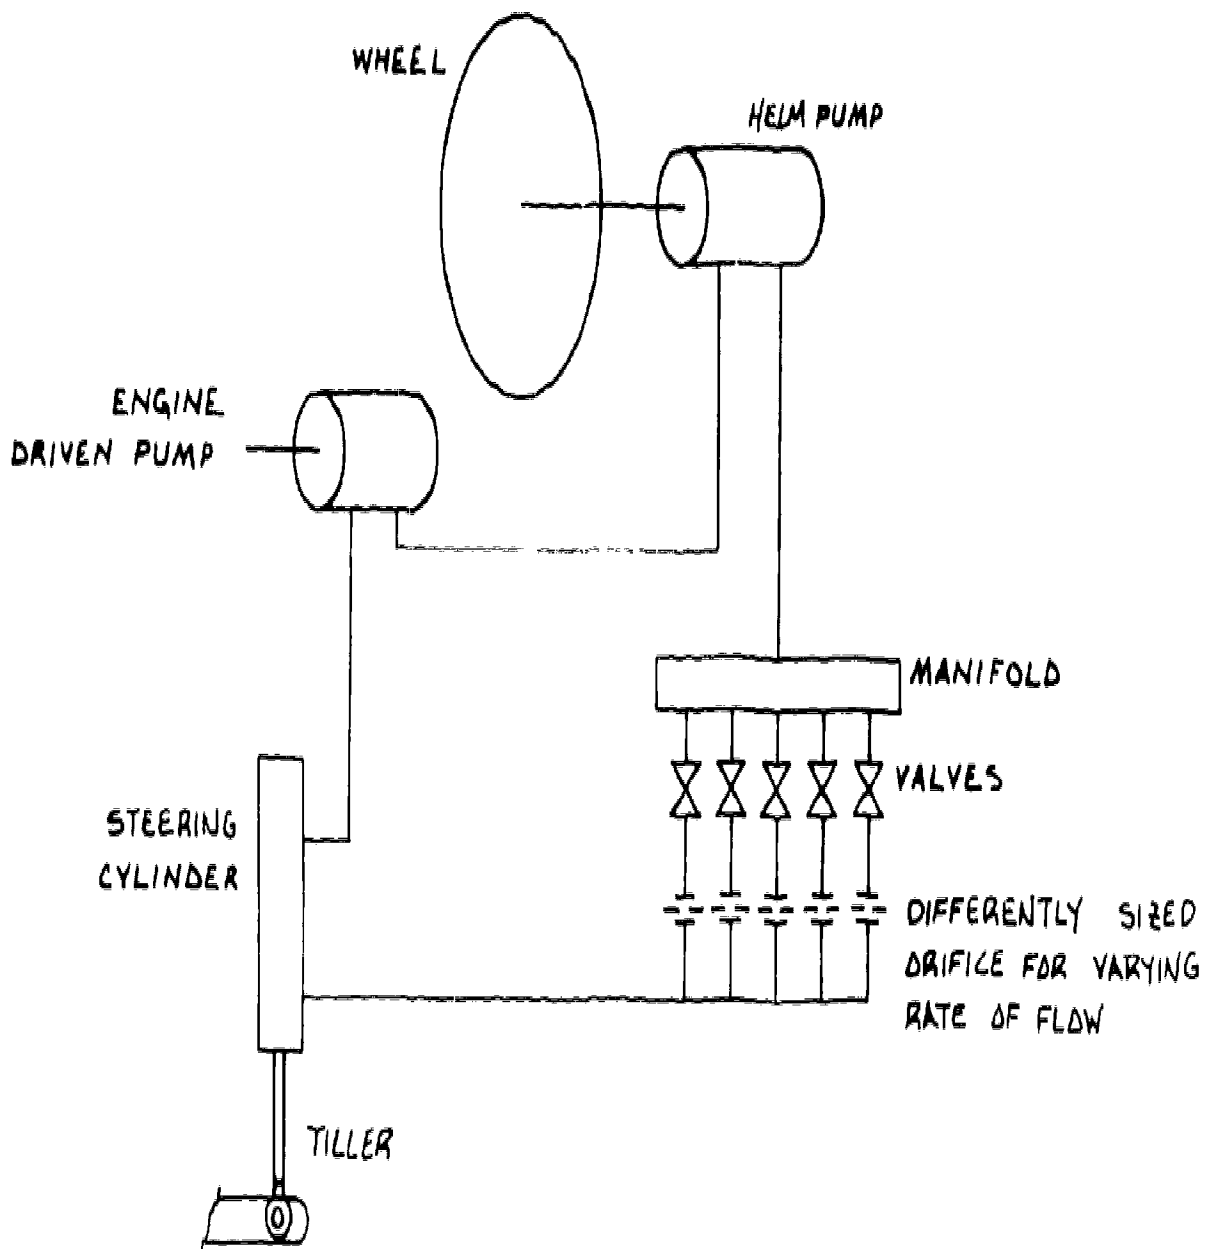 WHEEL
HELM PUMP
ENGINE
DRIVEN PUMP
MANIFOLD
VALVES
STEERING
CYLINDER
DIFFERENTLY SIZED
ORIFICE FOR VARYING
RATE OF FLOW
TILLER